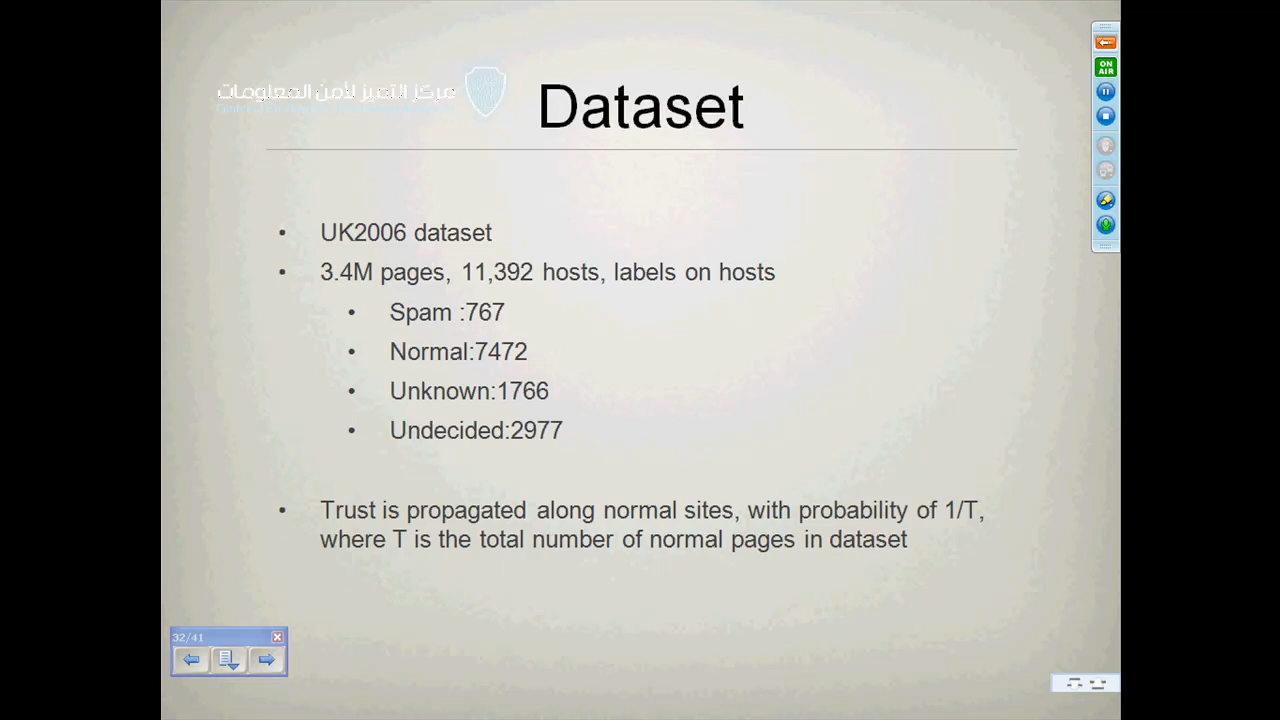 مركز التميز لأمن المعلومات
Dataset
ON
AIR
• UK2006 dataset
• 3.4M pages, 11,392 hosts, labels on hosts
• Spam :767
• Normal:7472
• Unknown:1766
• Undecided:2977
• Trust is propagated along normal sites, with probability of 1/T,
where T is the total number of normal pages in dataset
32/41